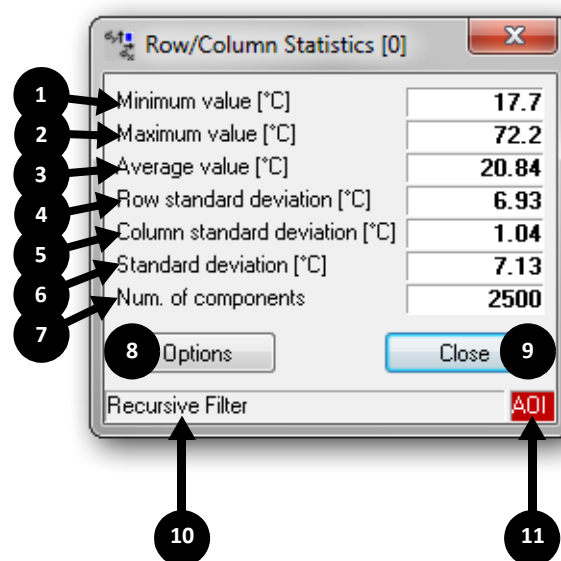 Row/Column Statistics [0]
1 Minimum value [°C] 17.7
2 Maximum value [°C] 72.2
3 Average value [°C] 20.84
4 Row standard deviation [°C] 6.93
5 Column standard deviation [°C] 1.04
6 Standard deviation [°C] 7.13
7 Num. of components 2500
8 Options Close 9
Recursive Filter AOI
10 11